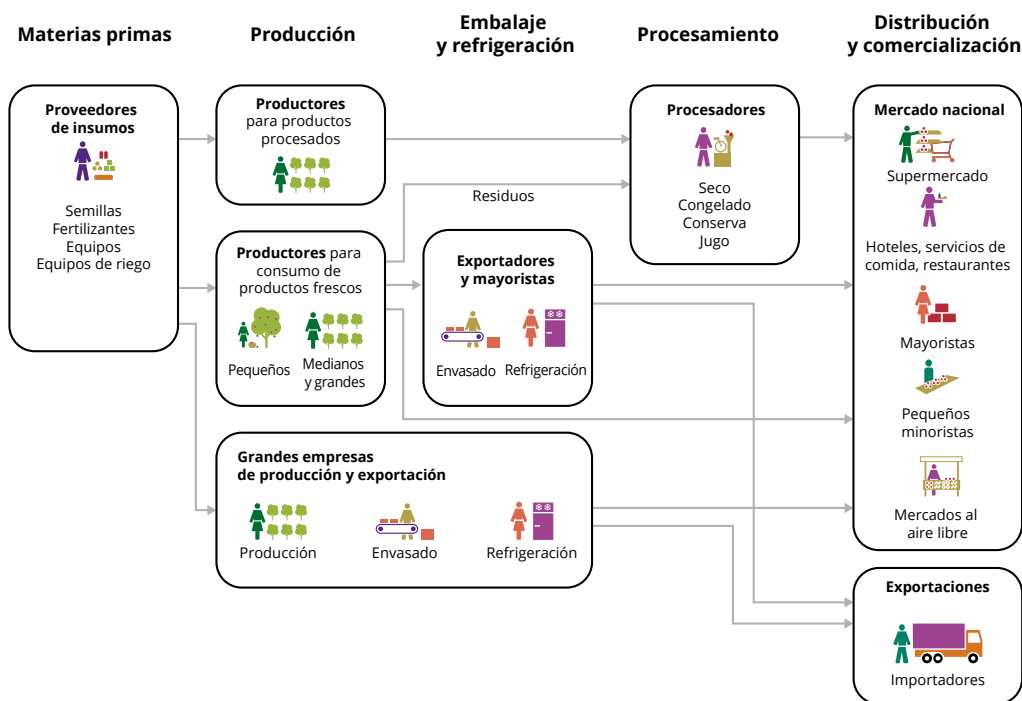 Materias primas
Producción
Embalaje
y refrigeración
Procesamiento
Distribución
y comercialización
Proveedores
de insumos
Semillas
Fertilizantes
Equipos
Equipos de riego
Productores
para productos
procesados
Productores para
consumo de
productos frescos
Pequeños
Medianos
y grandes
Residuos
Exportadores
y mayoristas
Envasado
Refrigeración
Grandes empresas
de producción y exportación
Producción
Envasado
Refrigeración
Procesadores
Seco
Congelado
Conserva
Jugo
Mercado nacional
Supermercado
Hoteles, servicios de
comida, restaurantes
Mayoristas
Pequeños
minoristas
Mercados al
aire libre
Exportaciones
Importadores